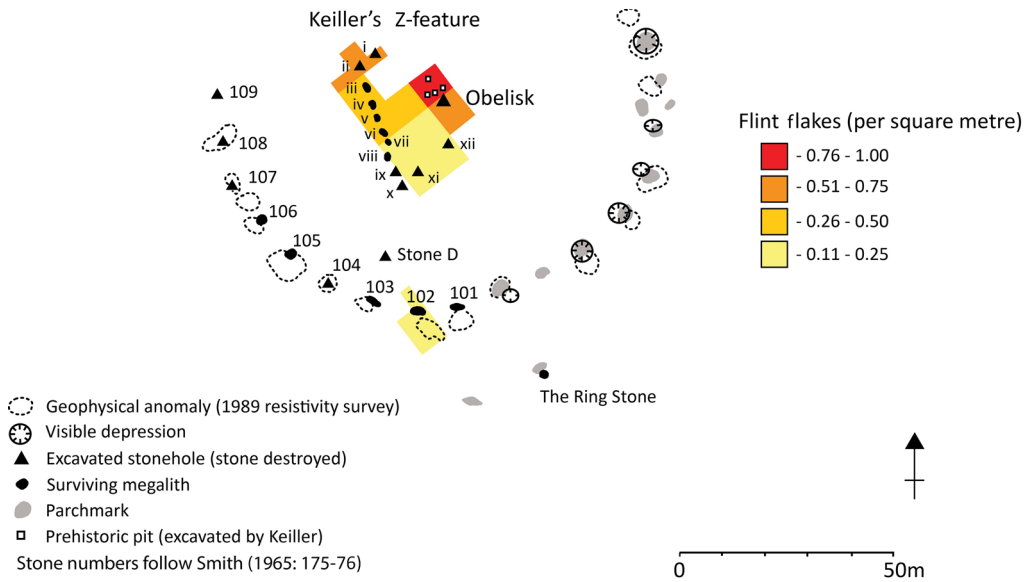 Keiller's Z-feature
i
ii
iii
iv
v
vi
vii
viii
ix
x
xi
xii
Obelisk
109
108
107
106
105
104
103
102
101
Stone D
The Ring Stone
Flint flakes (per square metre)
- 0.76 - 1.00
- 0.51 - 0.75
- 0.26 - 0.50
- 0.11 - 0.25
Geophysical anomaly (1989 resistivity survey)
Visible depression
Excavated stonehole (stone destroyed)
Surviving megalith
Parchmark
Prehistoric pit (excavated by Keiller)
Stone numbers follow Smith (1965: 175-76)
0 50m